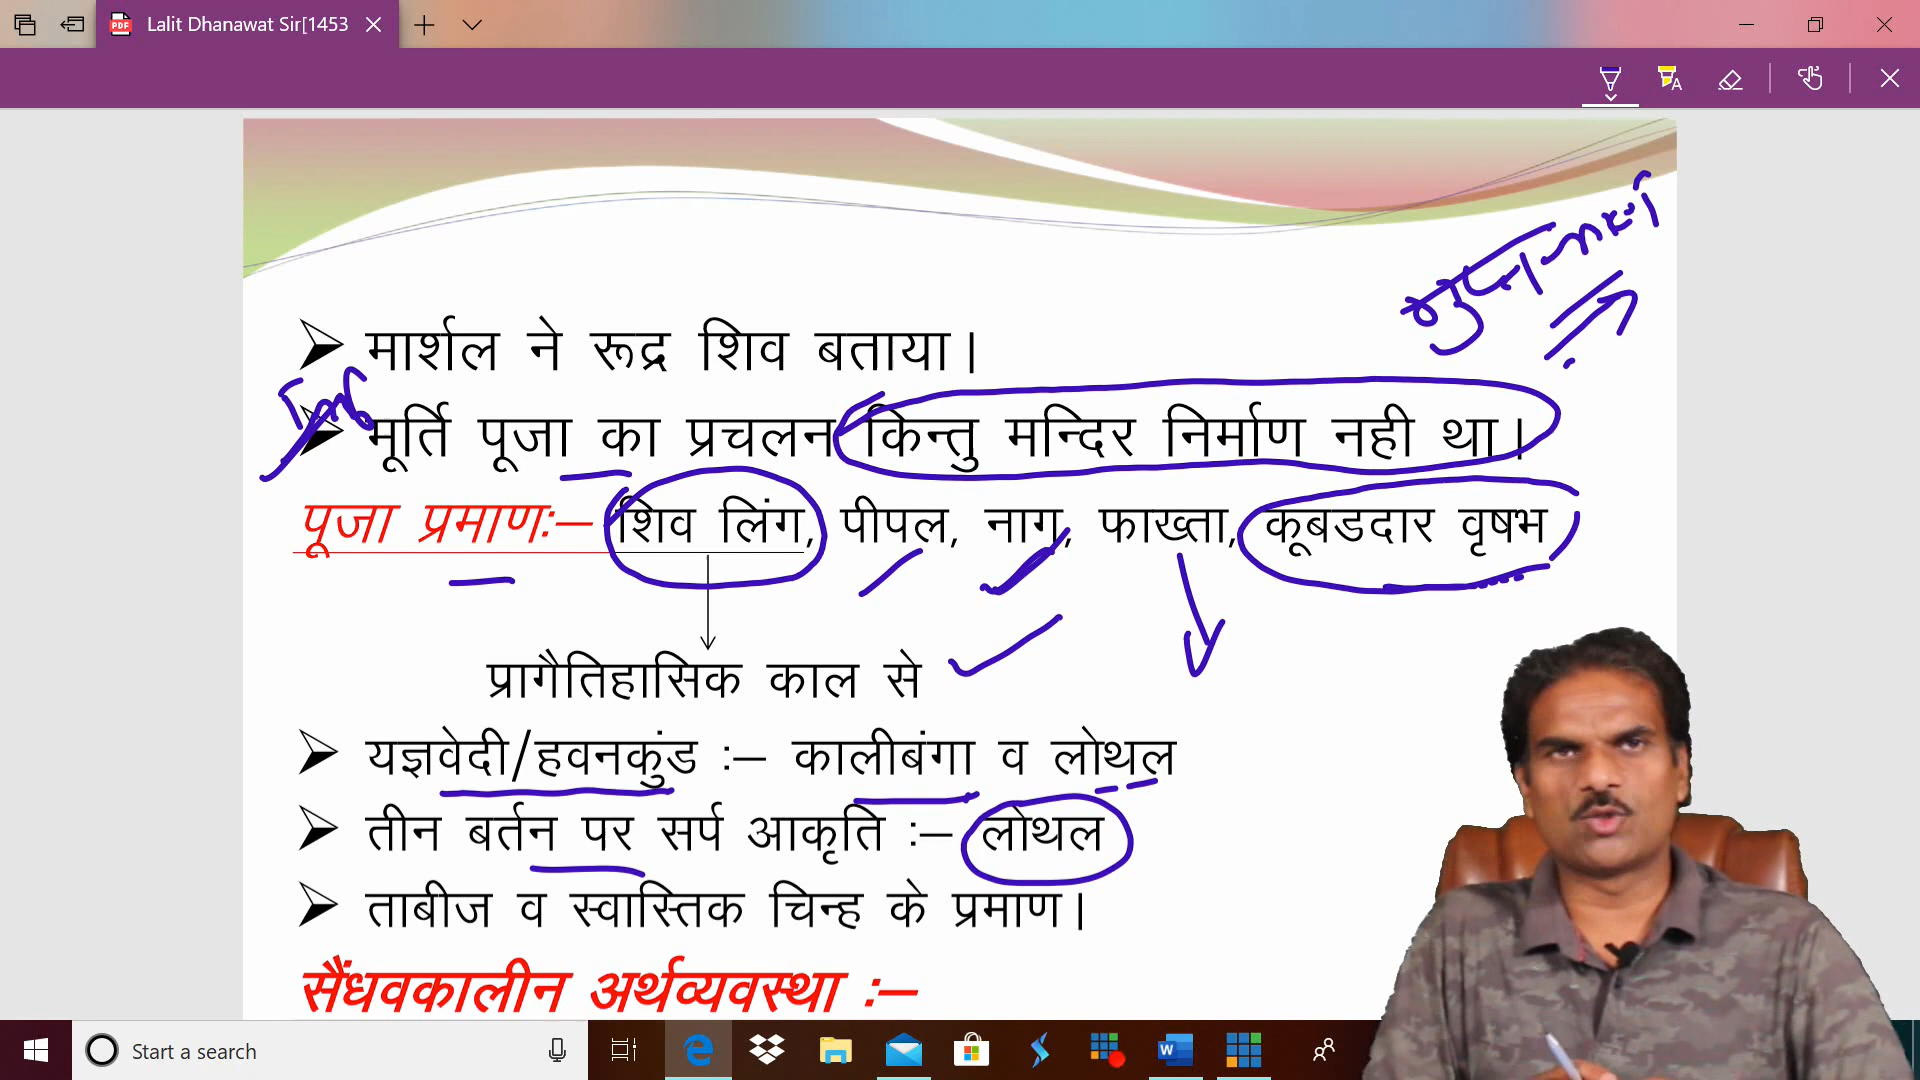 Lalit Dhanawat Sir[1453
मार्शल ने रूद्र शिव बताया।
Imb
मूर्ति पूजा का प्रचलन किन्तु मन्दिर निर्माण नही था।
पूजा प्रमाण:– शिव लिंग, पीपल, नाग, फाख्ता, कूबडदार वृषभ
प्रागैतिहासिक काल से
यज्ञवेदी/हवनकुंड :– कालीबंगा व लोथल
तीन बर्तन पर सर्प आकृति :– लोथल
ताबीज व स्वास्तिक चिन्ह के प्रमाण।
सैंधवकालीन अर्थव्यवस्था :–
Start a search